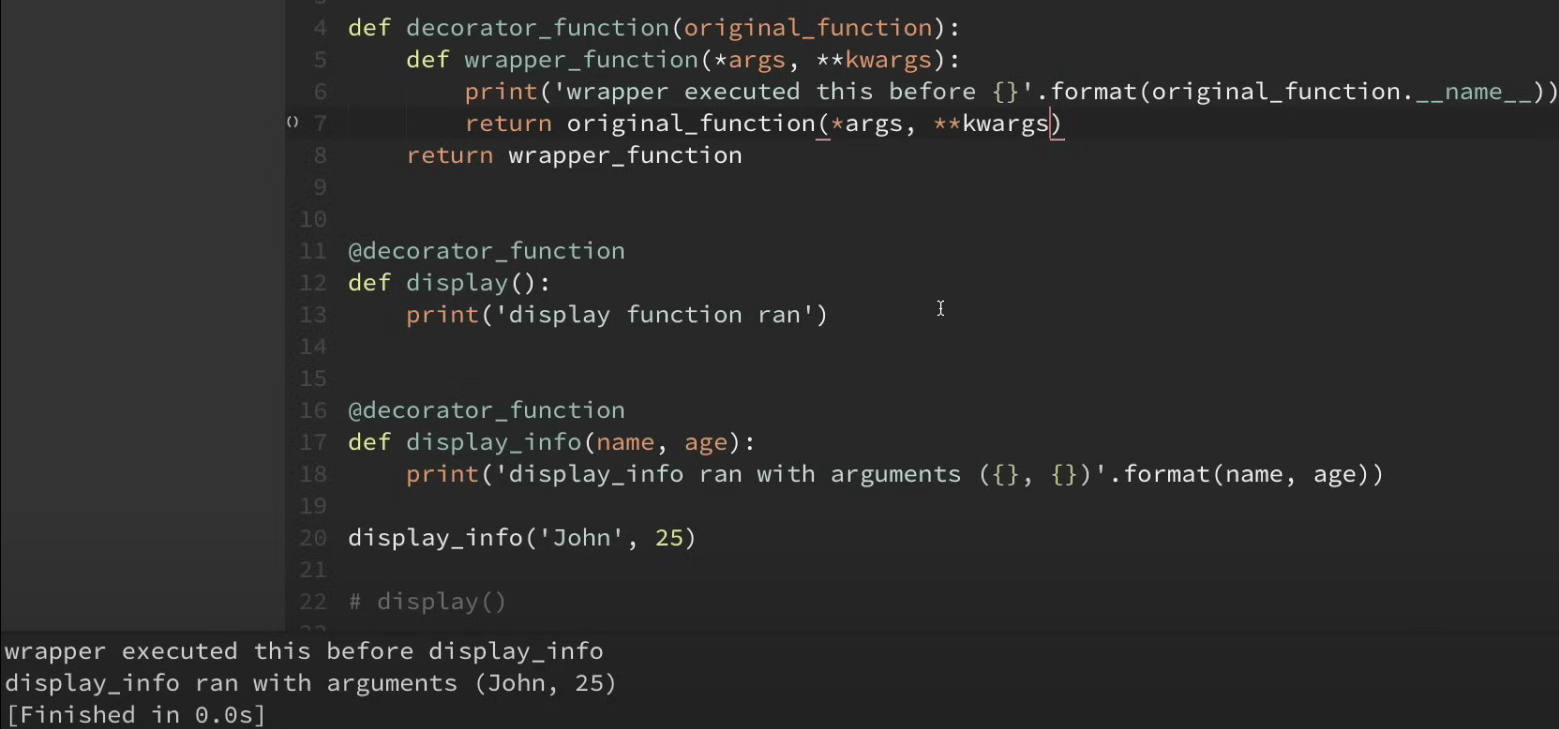 4 def decorator_function(original_function):
5     def wrapper_function(*args, **kwargs):
6         print('wrapper executed this before {}'.format(original_function.__name__))
7         return original_function(*args, **kwargs)
8     return wrapper_function
9
10
11 @decorator_function
12 def display():
13     print('display function ran')
14
15
16 @decorator_function
17 def display_info(name, age):
18     print('display_info ran with arguments ({}, {})'.format(name, age))
19
20 display_info('John', 25)
21
22 # display()
wrapper executed this before display_info
display_info ran with arguments (John, 25)
[Finished in 0.0s]